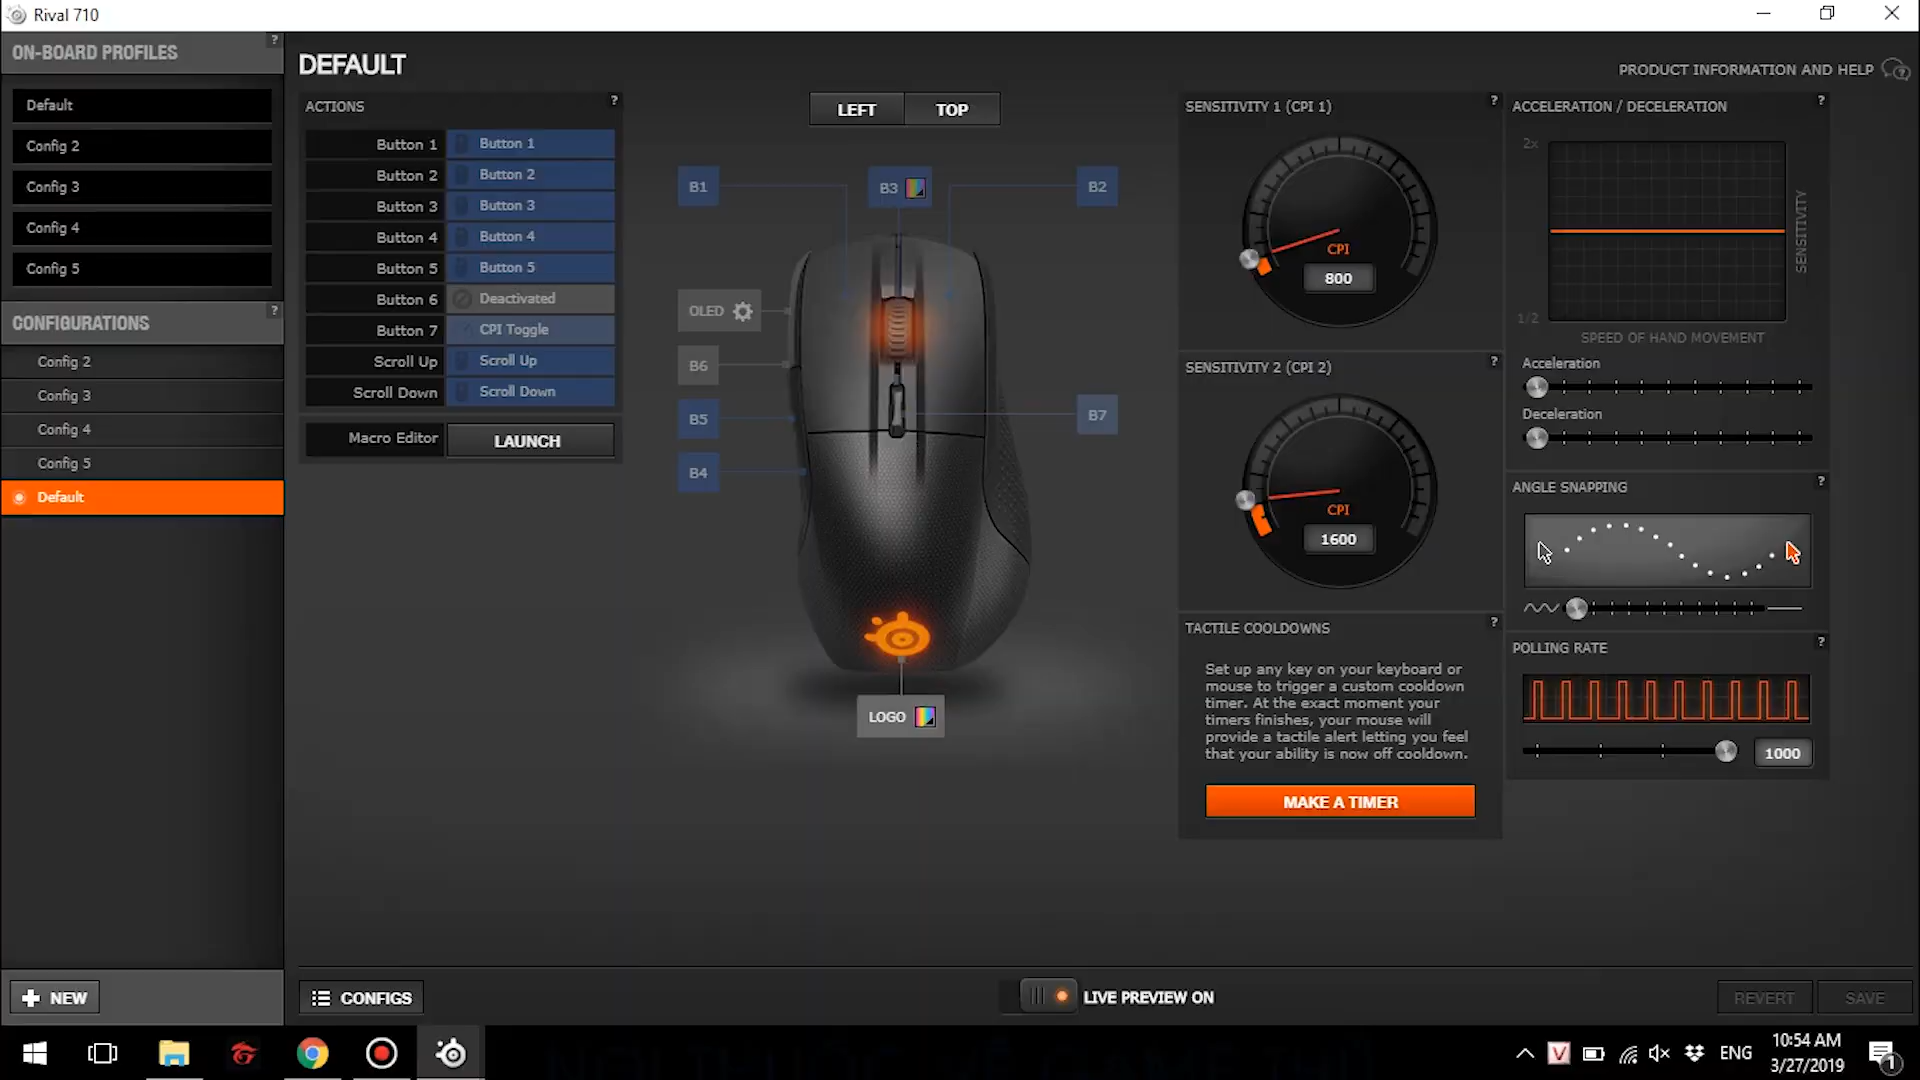 Rival 710
ON-BOARD PROFILES
?
Default
Config 2
Config 3
Config 4
Config 5
CONFIGURATIONS
?
Config 2
Config 3
Config 4
Config 5
Default
NEW
DEFAULT
PRODUCT INFORMATION AND HELP
ACTIONS
?
Button 1 Button 1
Button 2 Button 2
Button 3 Button 3
Button 4 Button 4
Button 5 Button 5
Button 6 Deactivated
Button 7 CPI Toggle
Scroll Up Scroll Up
Scroll Down Scroll Down
Macro Editor LAUNCH
LEFT TOP
B1
B3
B2
OLED
B6
B5
B7
B4
LOGO
SENSITIVITY 1 (CPI 1)
?
CPI
800
SENSITIVITY 2 (CPI 2)
?
CPI
1600
TACTILE COOLDOWNS
?
Set up any key on your keyboard or
mouse to trigger a custom cooldown
timer. At the exact moment your
timers finishes, your mouse will
provide a tactile alert letting you feel
that your ability is now off cooldown.
MAKE A TIMER
ACCELERATION / DECELERATION
?
2x
1/2
SENSITIVITY
SPEED OF HAND MOVEMENT
Acceleration
Deceleration
ANGLE SNAPPING
?
POLLING RATE
?
1000
CONFIGS
LIVE PREVIEW ON
REVERT
SAVE
V
ENG
10:54 AM
3/27/2019
1